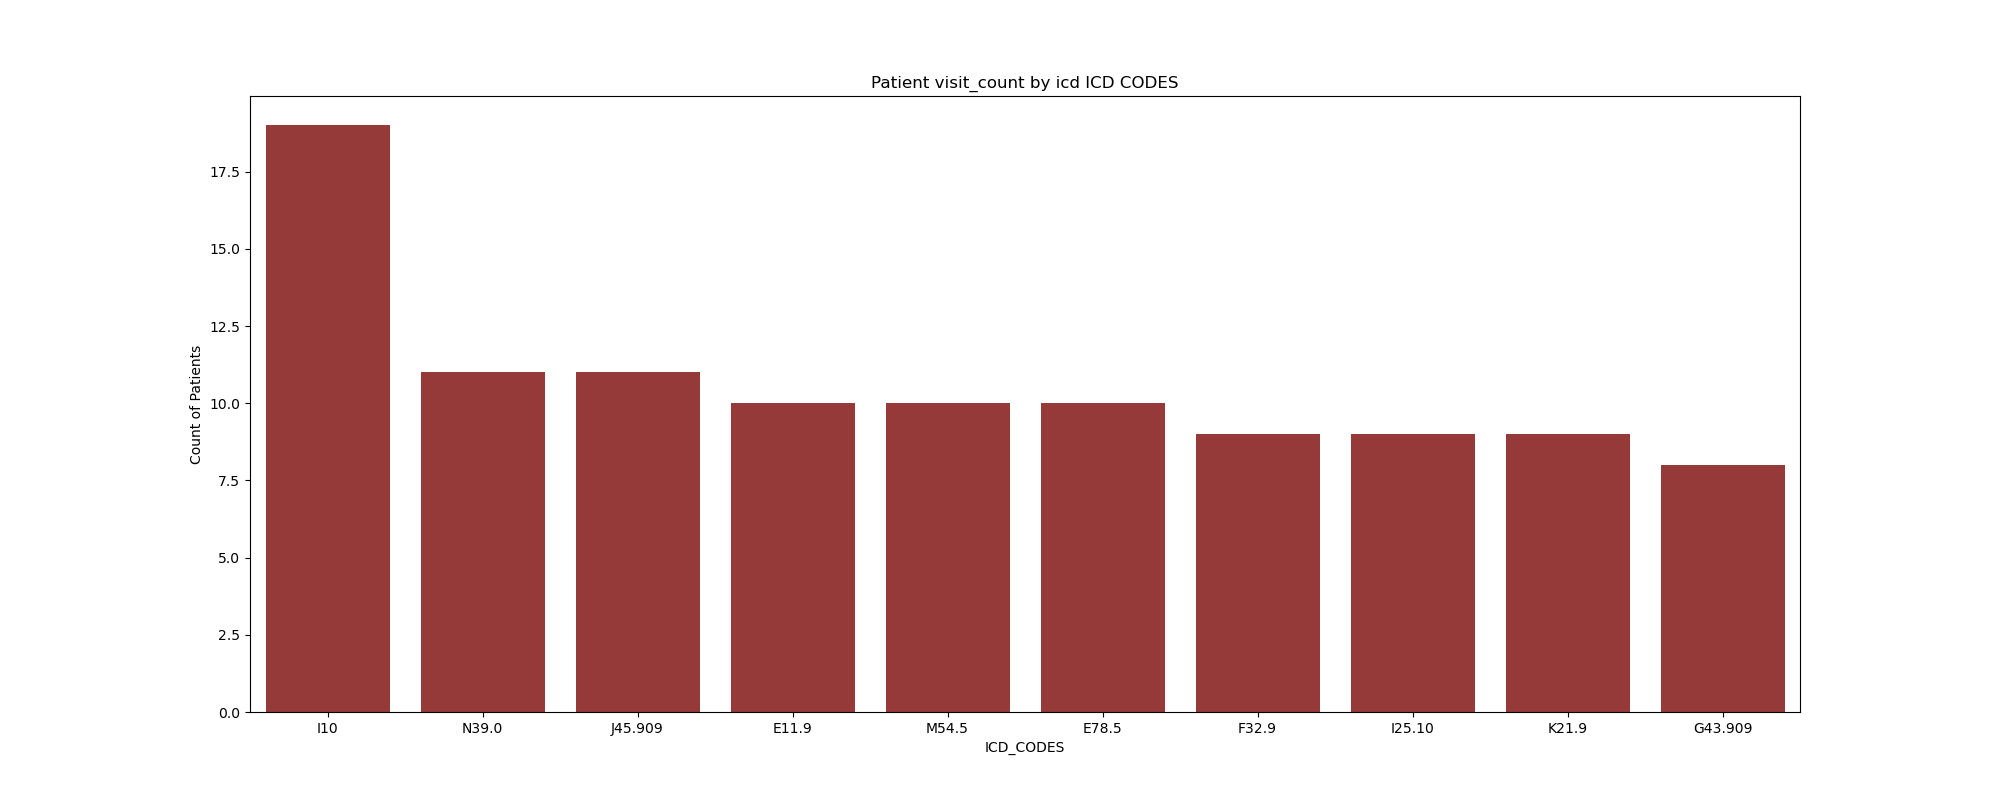 Patient visit_count by icd ICD CODES
Count of Patients
17.5
15.0
12.5
10.0
7.5
5.0
2.5
0.0
I10 N39.0 J45.909 E11.9 M54.5 E78.5 F32.9 I25.10 K21.9 G43.909
ICD_CODES